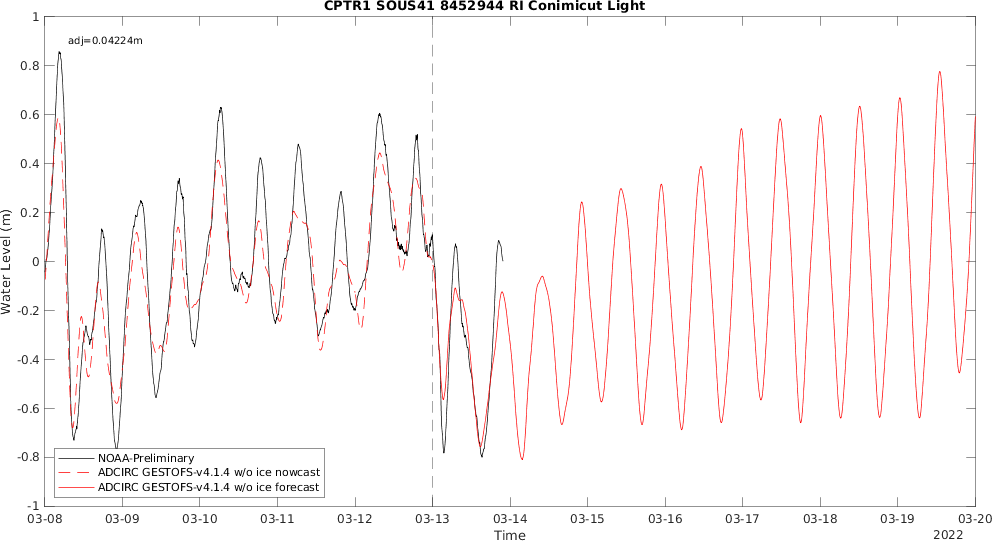 CPTR1 SOUS41 8452944 RI Conimicut Light
adj=0.04224m
Water Level (m)
1
0.8
0.6
0.4
0.2
0
-0.2
-0.4
-0.6
-0.8
-1
NOAA-Preliminary
ADCIRC GESTOFS-v4.1.4 w/o ice nowcast
ADCIRC GESTOFS-v4.1.4 w/o ice forecast
03-08 03-09 03-10 03-11 03-12 03-13 03-14 03-15 03-16 03-17 03-18 03-19 03-20
Time
2022